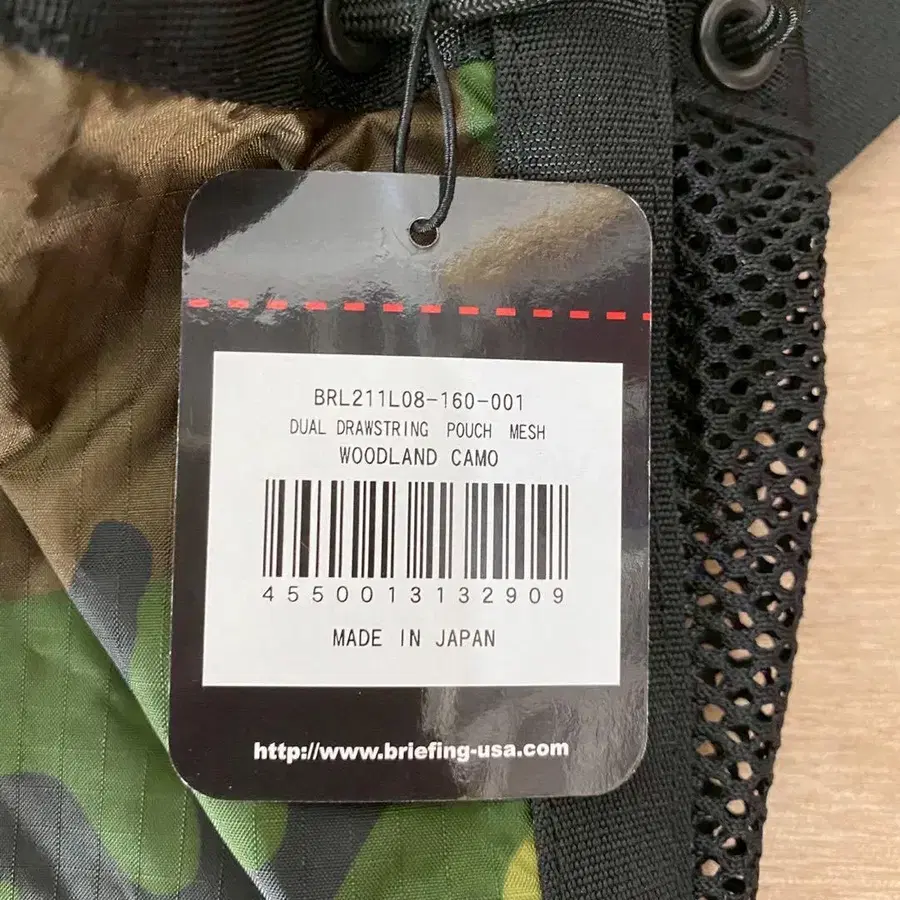 BRL211L08-160-001
DUAL DRAWSTRING POUCH MESH
WOODLAND CAMO
4550013132909
MADE IN JAPAN
http://www.briefing-usa.com